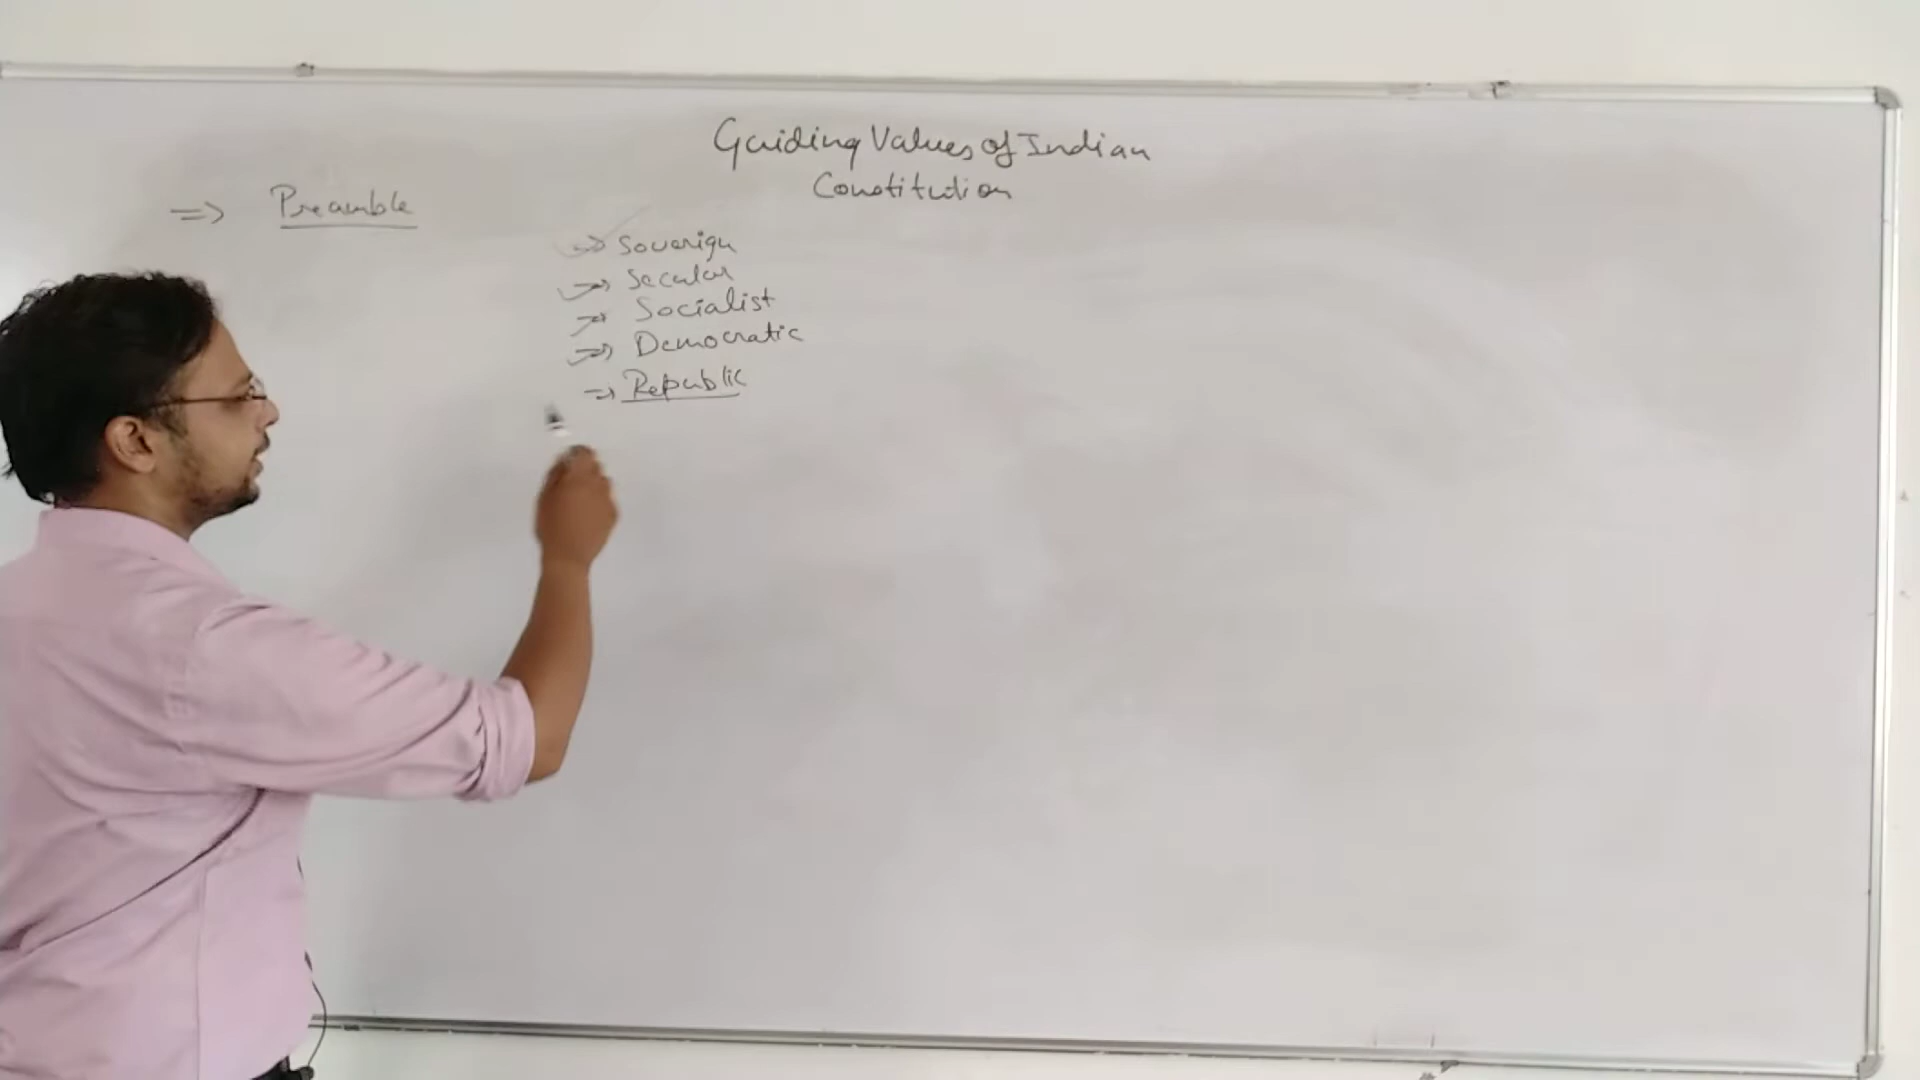 Guiding Values of Indian
Constitution
=> Preamble
=> Soverign
=> Secular
=> Socialist
=> Democratic
=> Republic